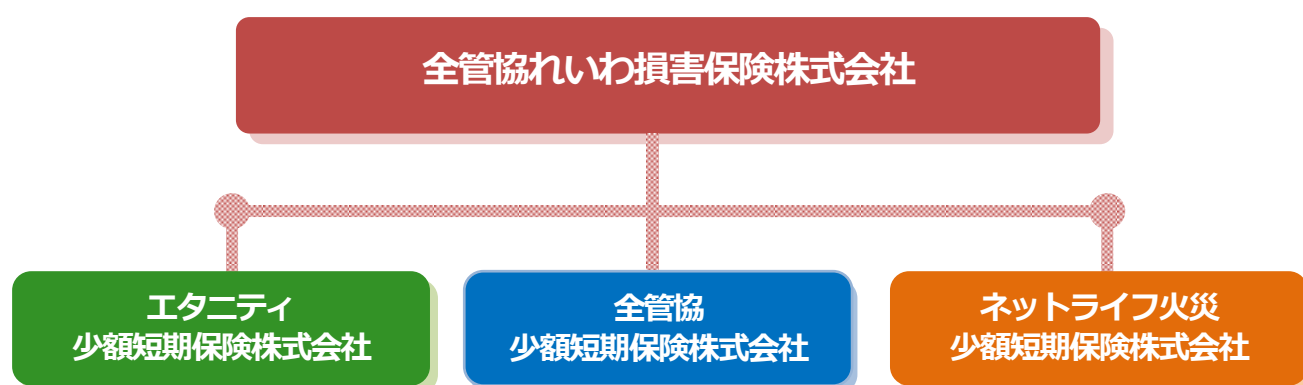 全管協れいわ損害保険株式会社
エタニティ
少額短期保険株式会社
全管協
少額短期保険株式会社
ネットライフ火災
少額短期保険株式会社